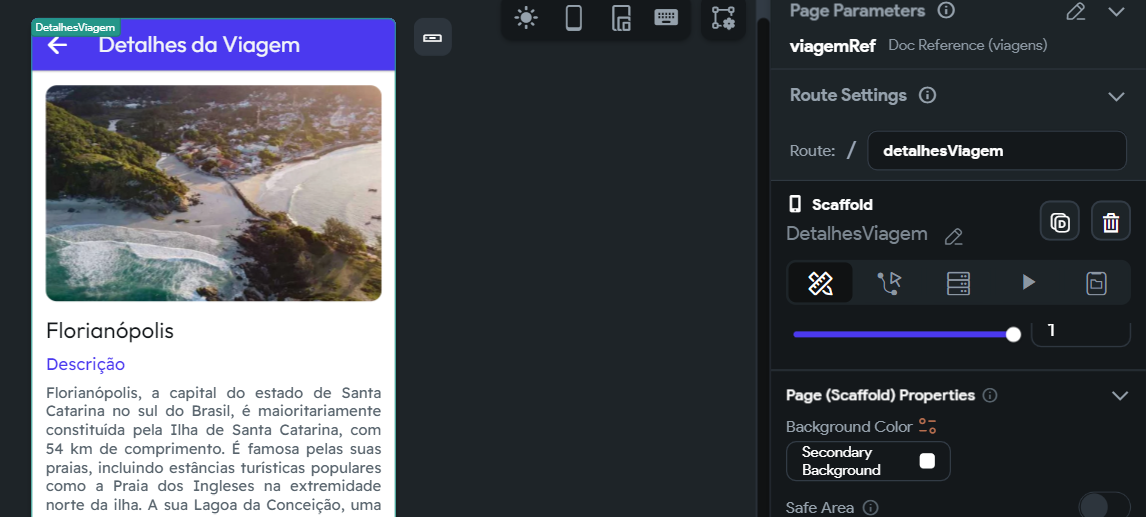 DetalhesViagem
Detalhes da Viagem
Florianópolis
Descrição
Florianópolis, a capital do estado de Santa
Catarina no sul do Brasil, é maioritariamente
constituída pela Ilha de Santa Catarina, com
54 km de comprimento. É famosa pelas suas
praias, incluindo estâncias turísticas populares
como a Praia dos Ingleses na extremidade
norte da ilha. A sua Lagoa da Conceição, uma
Page Parameters
viagemRef Doc Reference (viagens)
Route Settings
Route: / detalhesViagem
Scaffold
DetalhesViagem
1
Page (Scaffold) Properties
Background Color
Secondary
Background
Safe Area